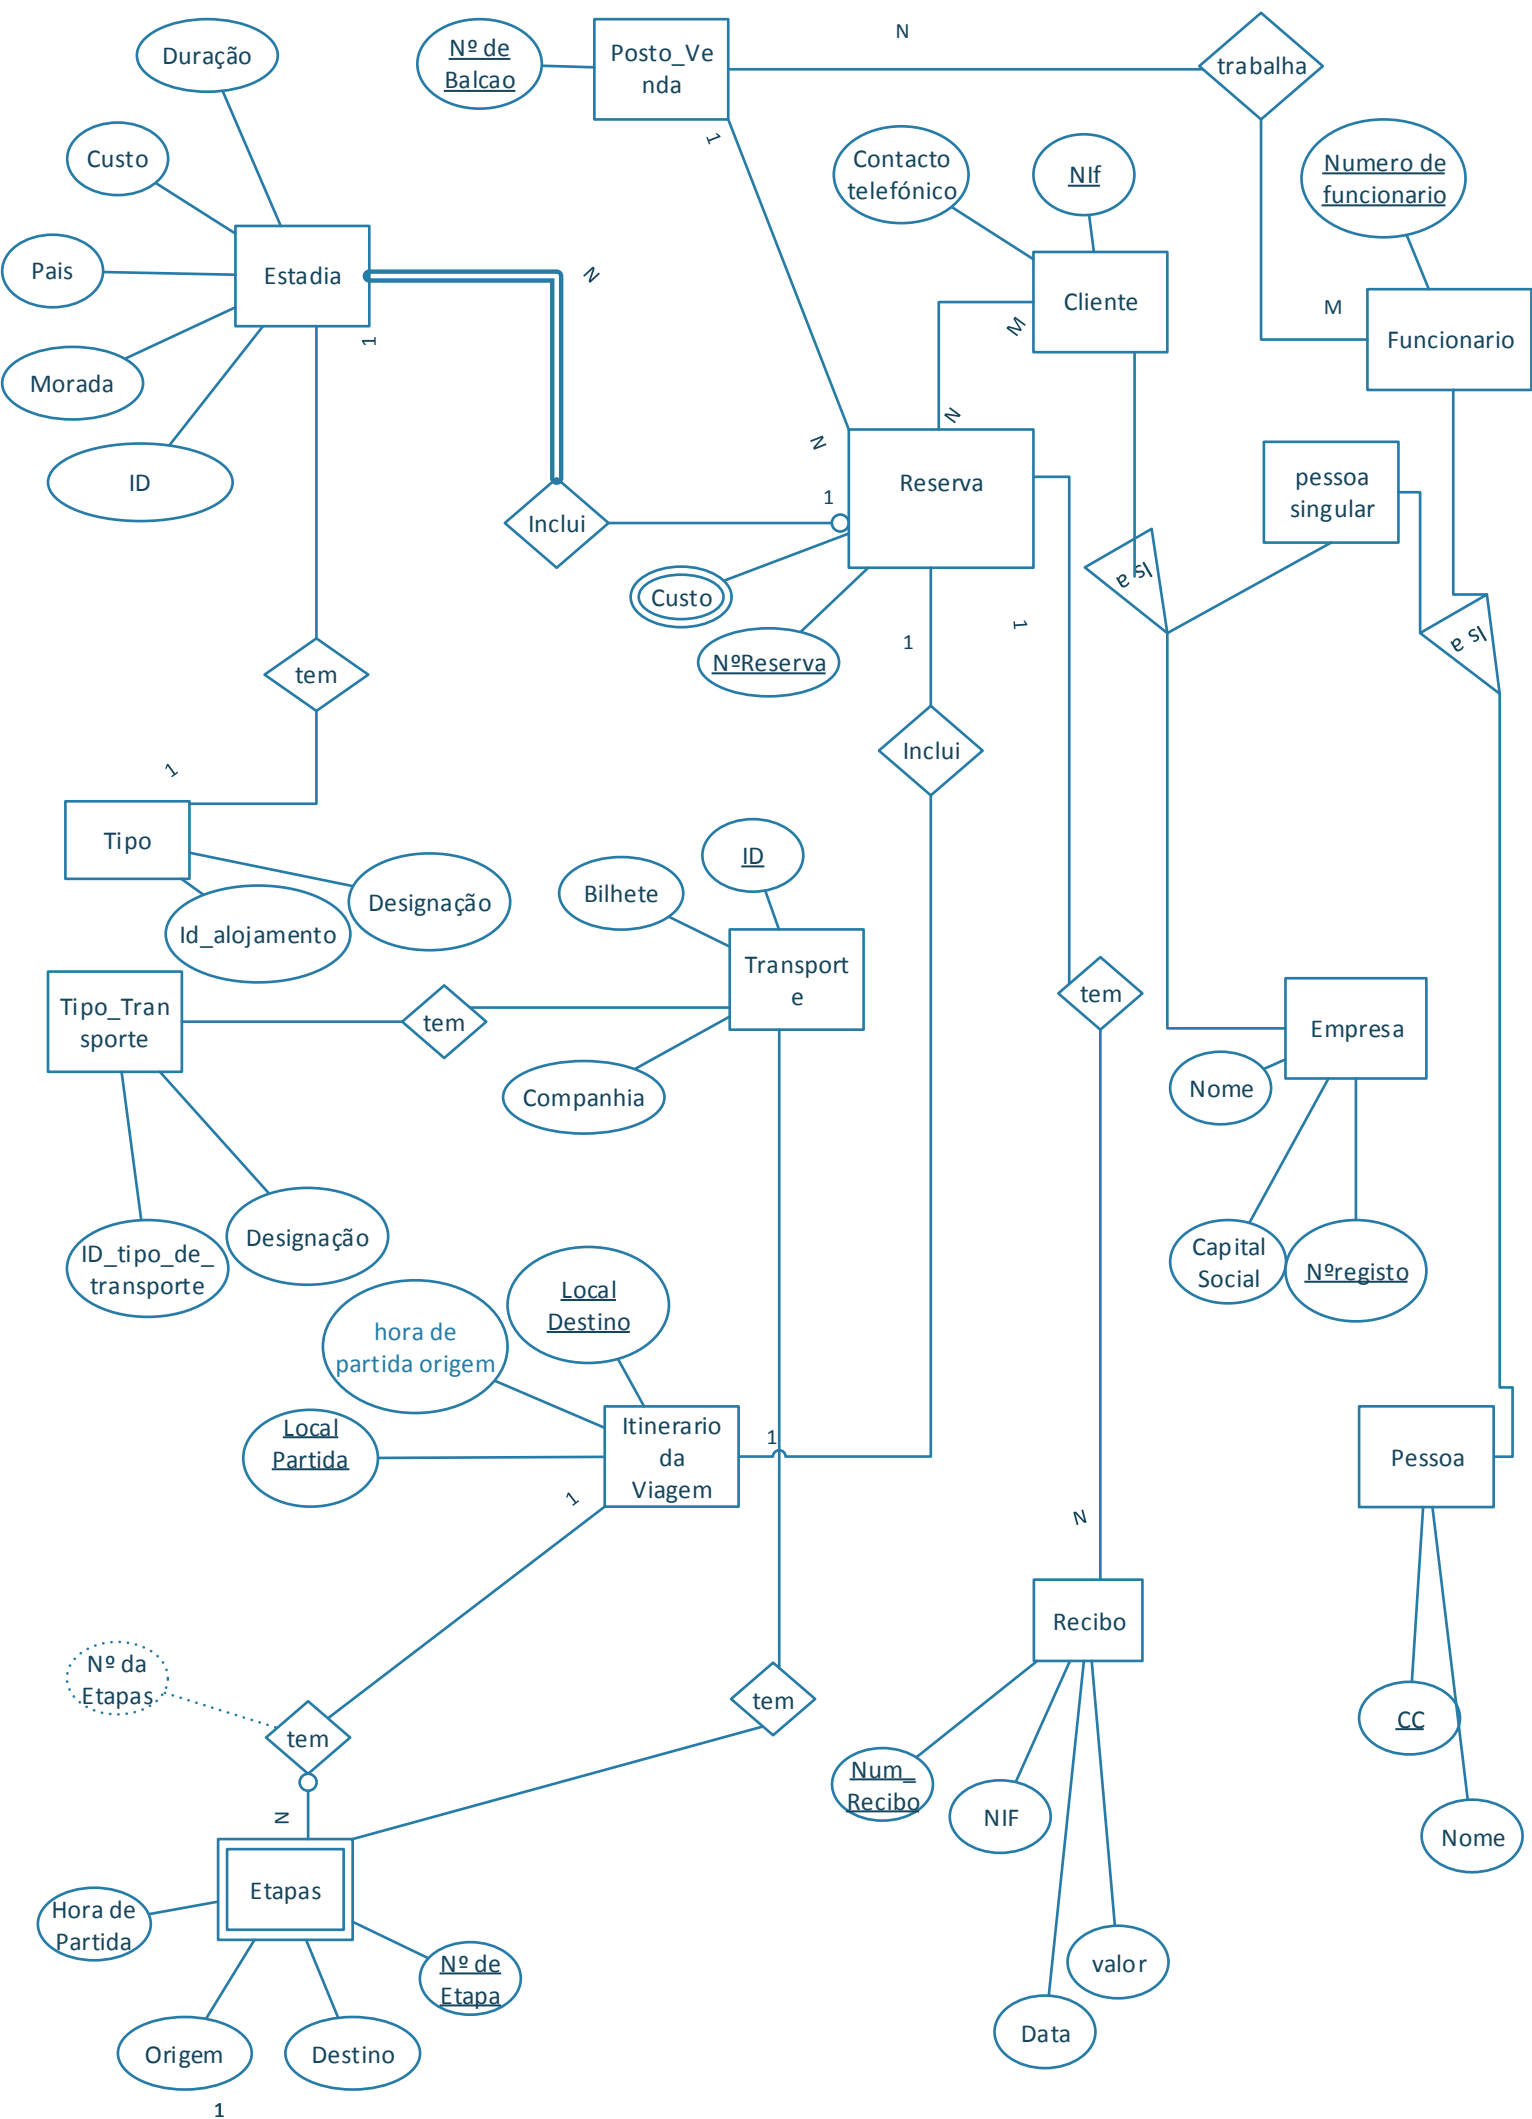 Duração
Nº de
Balcao
Posto_Ve
nda
N
trabalha
1
Custo
Contacto
telefónico
NIf
Numero de
funcionario
Pais
Estadia
N
Cliente
M
M
Funcionario
1
Morada
N
N
ID
1
Reserva
pessoa
singular
Inclui
Is a
Custo
NºReserva
1
1
Is a
tem
Inclui
1
Tipo
Designação
Id_alojamento
ID
Bilhete
Transport
e
Tipo_Tran
sporte
tem
tem
Companhia
Empresa
Nome
Designação
ID_tipo_de_
transporte
Capital
Social
Nºregisto
Local
Destino
hora de
partida origem
Local
Partida
Itinerario
da
Viagem
1
1
Pessoa
N
Recibo
Nº da
Etapas
tem
tem
CC
Num_
Recibo
NIF
N
Nome
Etapas
Hora de
Partida
Nº de
Etapa
valor
Data
Origem
Destino
1